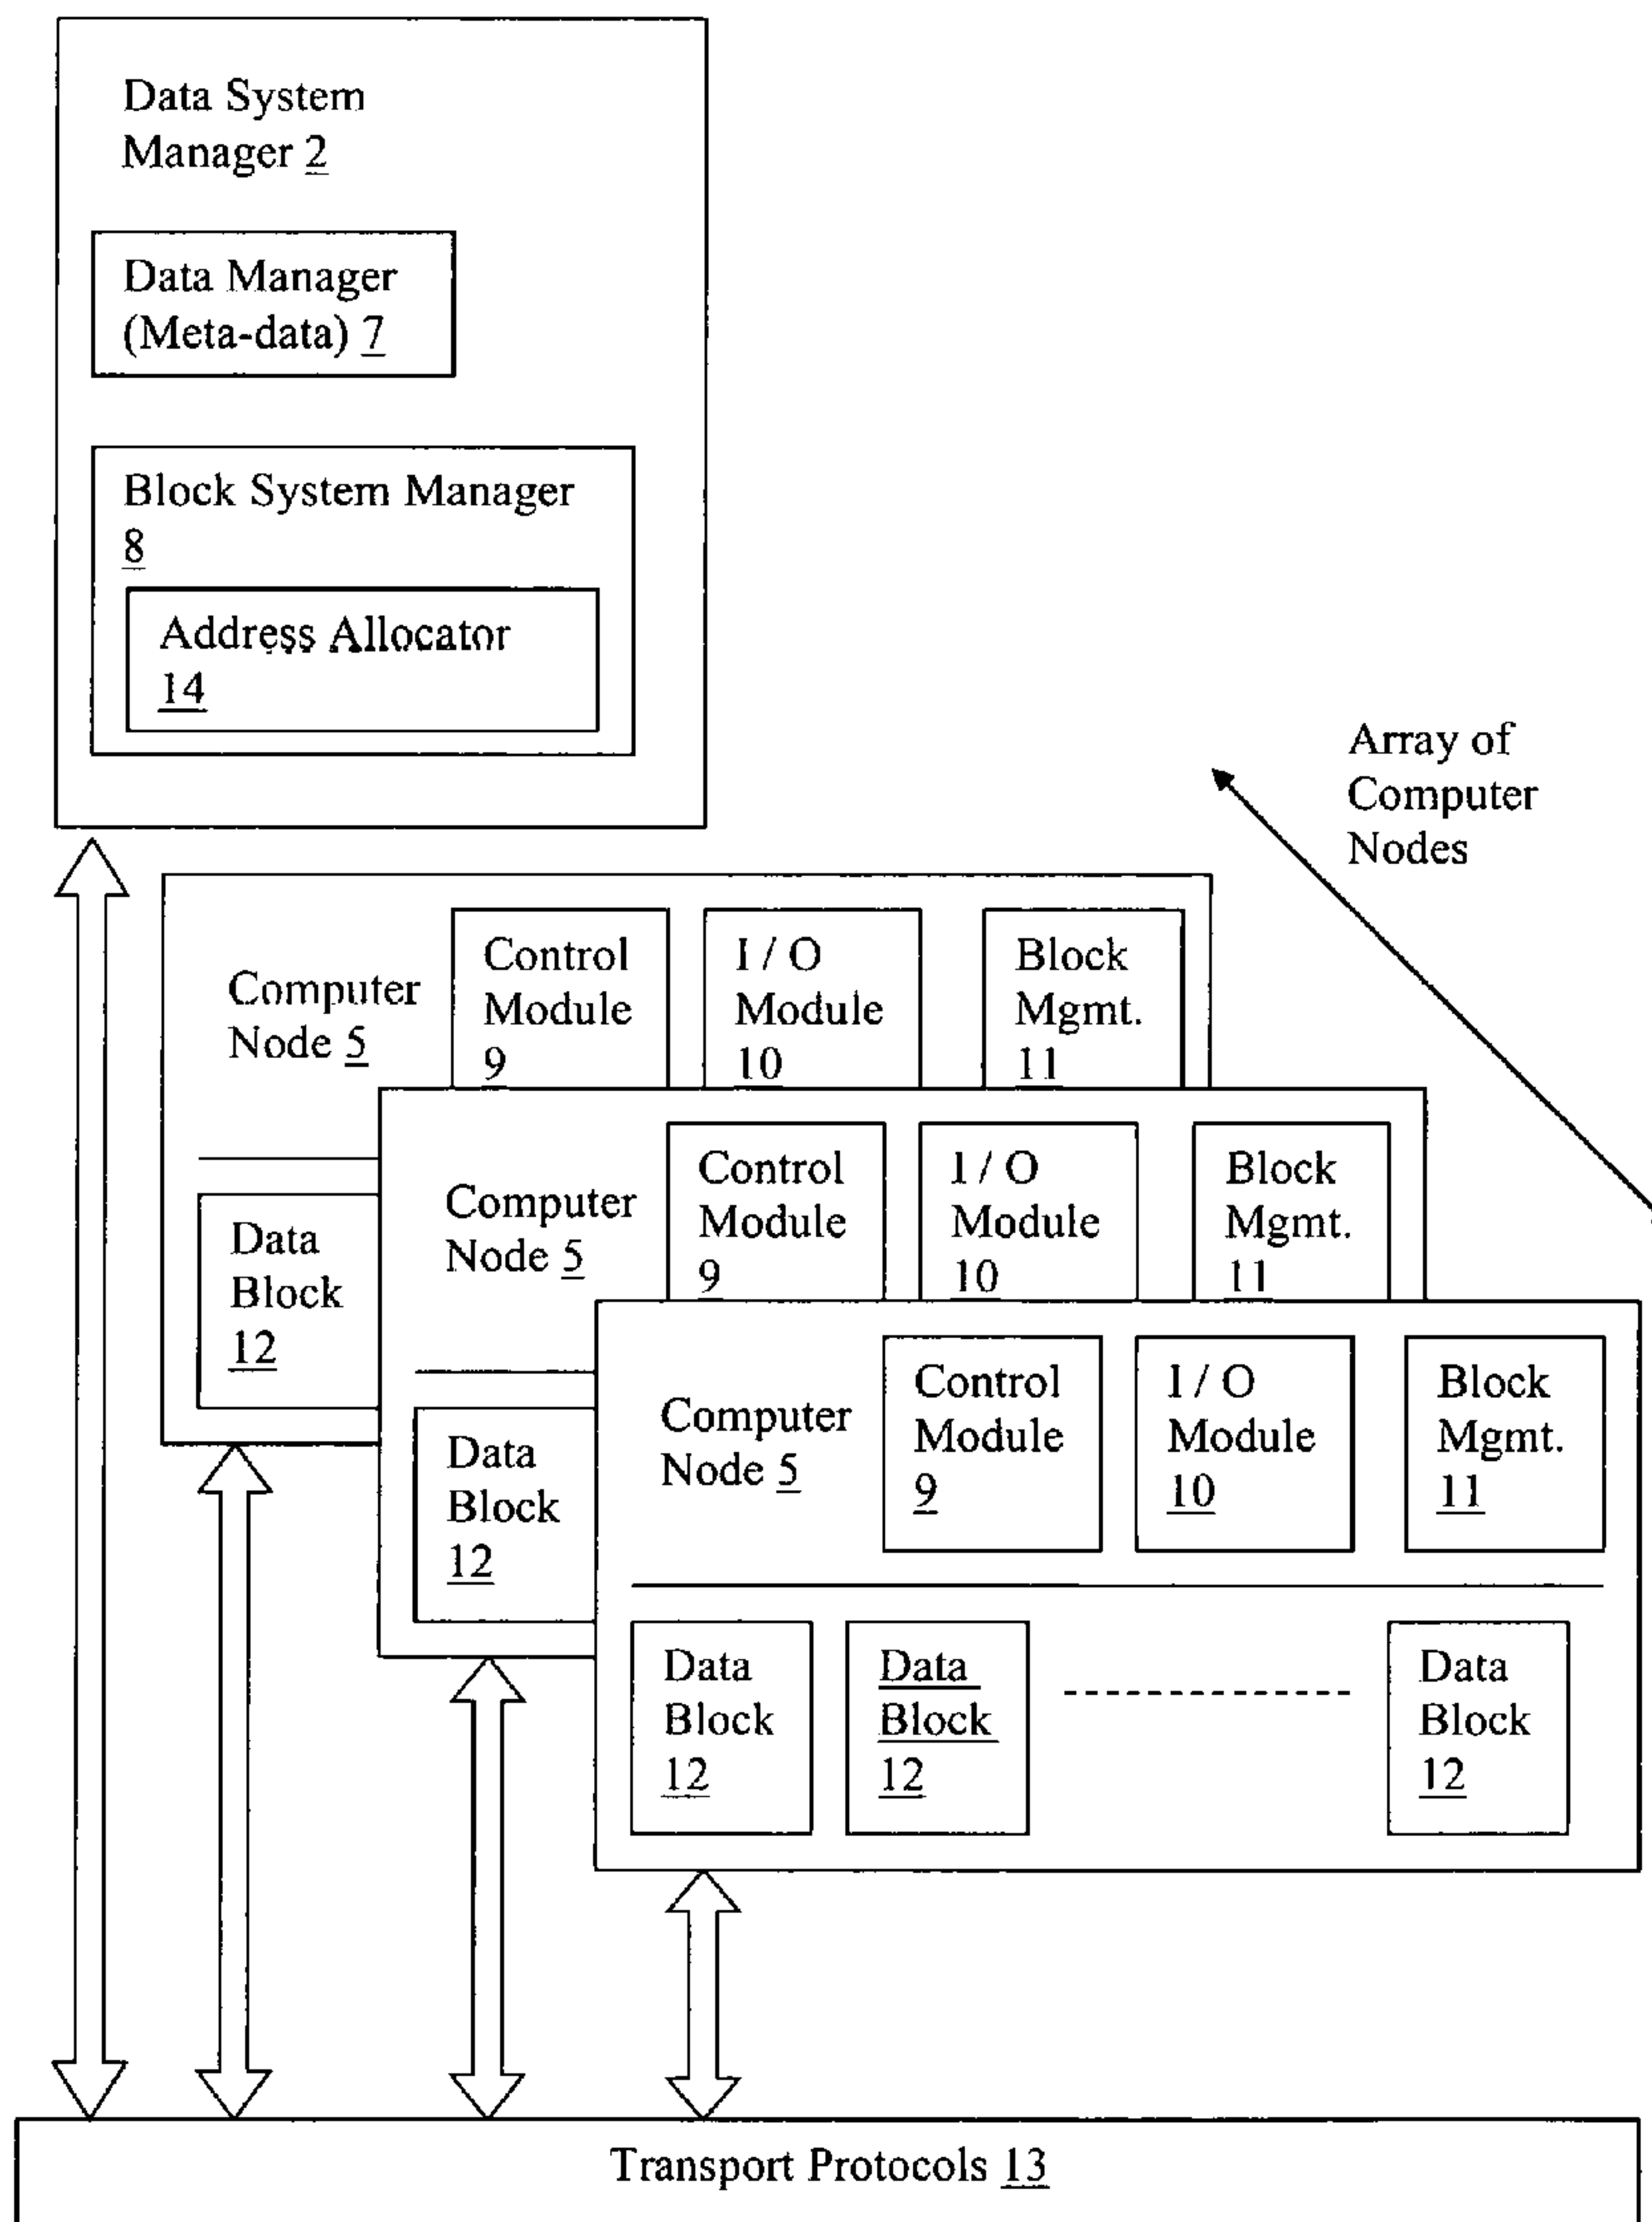 Data System
Manager 2
Data Manager
(Meta-data) 7
Block System Manager
8
Address Allocator
14
Array of
Computer
Nodes
Computer
Node 5
Control
Module
9
I / O
Module
10
Block
Mgmt.
11
Data
Block
12
Computer
Node 5
Control
Module
9
I / O
Module
10
Block
Mgmt.
11
Data
Block
12
Computer
Node 5
Control
Module
9
I / O
Module
10
Block
Mgmt.
11
Data
Block
12
Data
Block
12
Data
Block
12
Transport Protocols 13